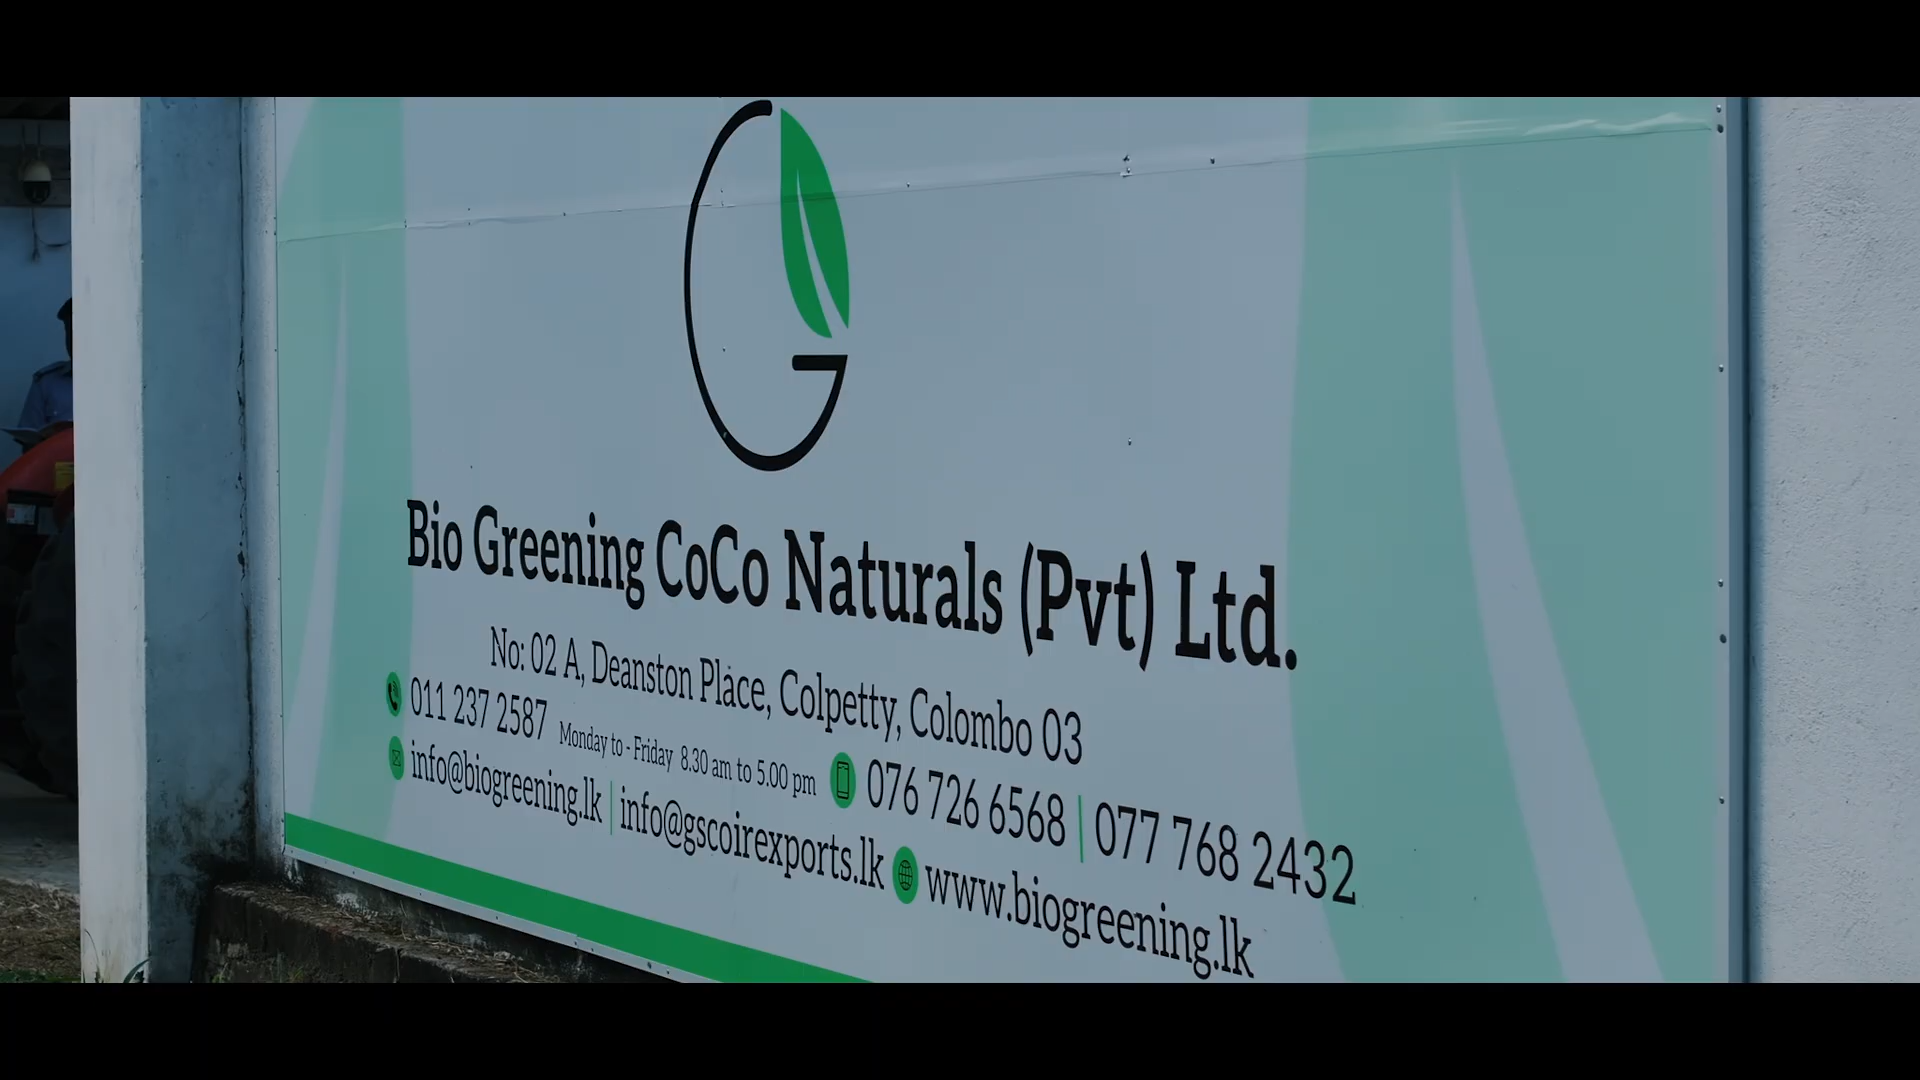 Bio Greening CoCo Naturals (Pvt) Ltd.
No: 02 A, Deanston Place, Colpetty, Colombo 03
011 237 2587 Monday to - Friday 8.30 am to 5.00 pm 076 726 6568 | 077 768 2432
info@biogreening.lk | info@gscoirexports.lk www.biogreening.lk